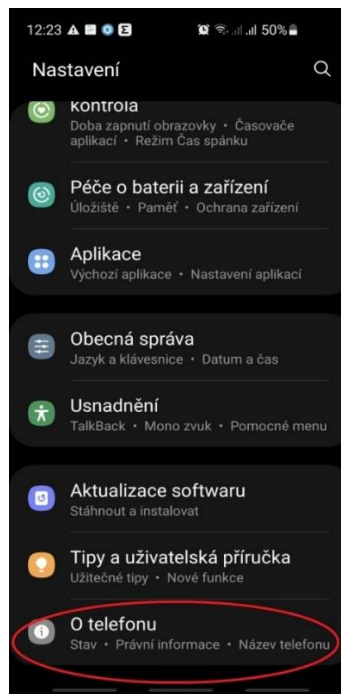 12:23 50%
Nastavení
kontrola
Doba zapnutí obrazovky • Časovače
aplikací • Režim Čas spánku
Péče o baterii a zařízení
Úložiště • Paměť • Ochrana zařízení
Aplikace
Výchozí aplikace • Nastavení aplikací
Obecná správa
Jazyk a klávesnice • Datum a čas
Usnadnění
TalkBack • Mono zvuk • Pomocné menu
Aktualizace softwaru
Stáhnout a instalovat
Tipy a uživatelská příručka
Užitečné tipy • Nové funkce
O telefonu
Stav • Právní informace • Název telefonu